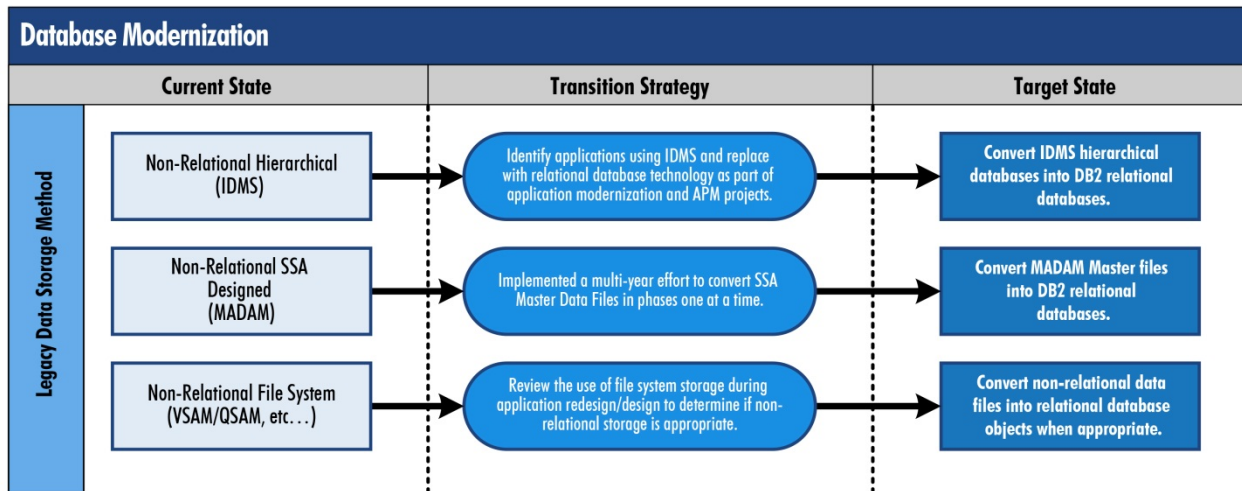 Database Modernization
Current State
Transition Strategy
Target State
Legacy Data Storage Method
Non-Relational Hierarchical
(IDMS)
Identify applications using IDMS and replace
with relational database technology as part of
application modernization and APM projects.
Convert IDMS hierarchical
databases into DB2 relational
databases.
Non-Relational SSA
Designed
(MADAM)
Implemented a multi-year effort to convert SSA
Master Data Files in phases one at a time.
Convert MADAM Master files
into DB2 relational
databases.
Non-Relational File System
(VSAM/QSAM, etc...)
Review the use of file system storage during
application redesign/design to determine if non-
relational storage is appropriate.
Convert non-relational data
files into relational database
objects when appropriate.